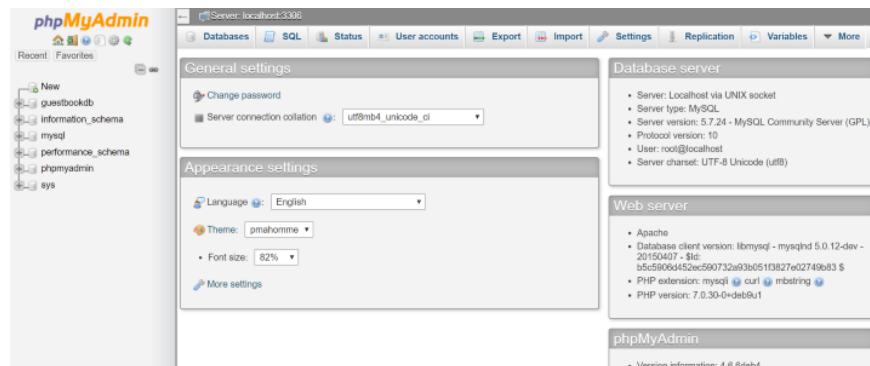 phpMyAdmin
Recent Favorites
New
guestbookdb
information_schema
mysql
performance_schema
phpmyadmin
sys
Server: localhost:3306
Databases SQL Status User accounts Export Import Settings Replication Variables More
General settings
Change password
Server connection collation : utf8mb4_unicode_ci
Appearance settings
Language : English
Theme: pmahomme
Font size: 82%
More settings
Database server
Server: Localhost via UNIX socket
Server type: MySQL
Server version: 5.7.24 - MySQL Community Server (GPL)
Protocol version: 10
User: root@localhost
Server charset: UTF-8 Unicode (utf8)
Web server
Apache
Database client version: libmysql - mysqlnd 5.0.12-dev -
20150407 - $Id:
b5c5906d452ec590732a93b051f3827e02749b83 $
PHP extension: mysqli curl mbstring
PHP version: 7.0.30-0+deb9u1
phpMyAdmin
Version information: 4.6.6deb4